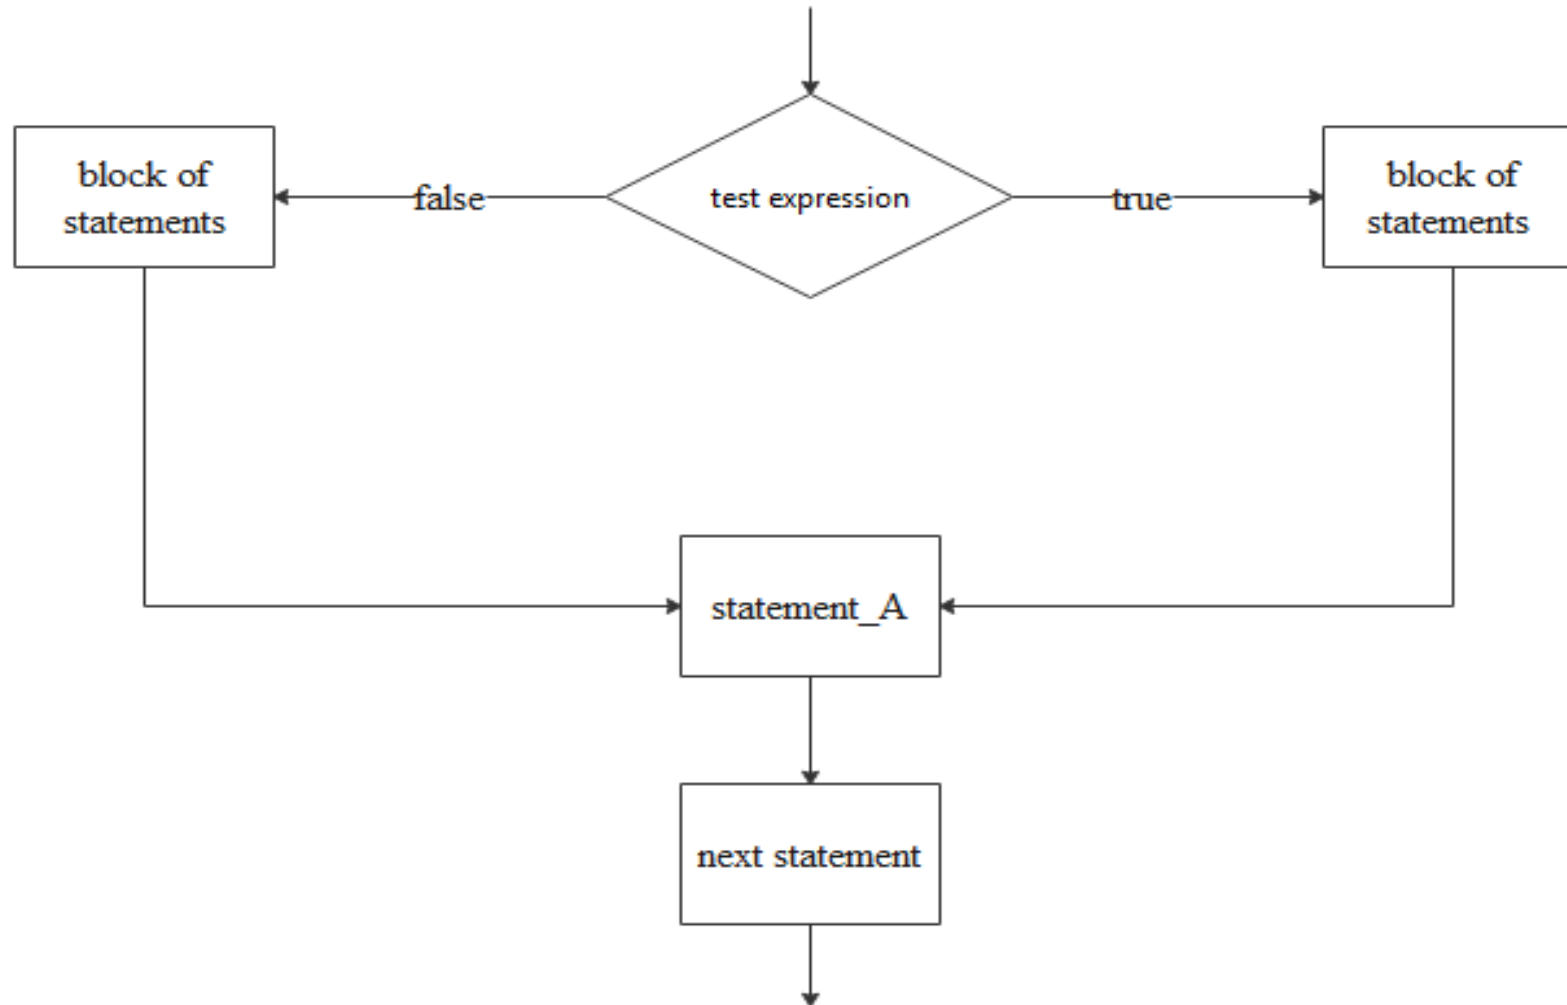 block of
statements
false
test expression
true
block of
statements
statement_A
next statement